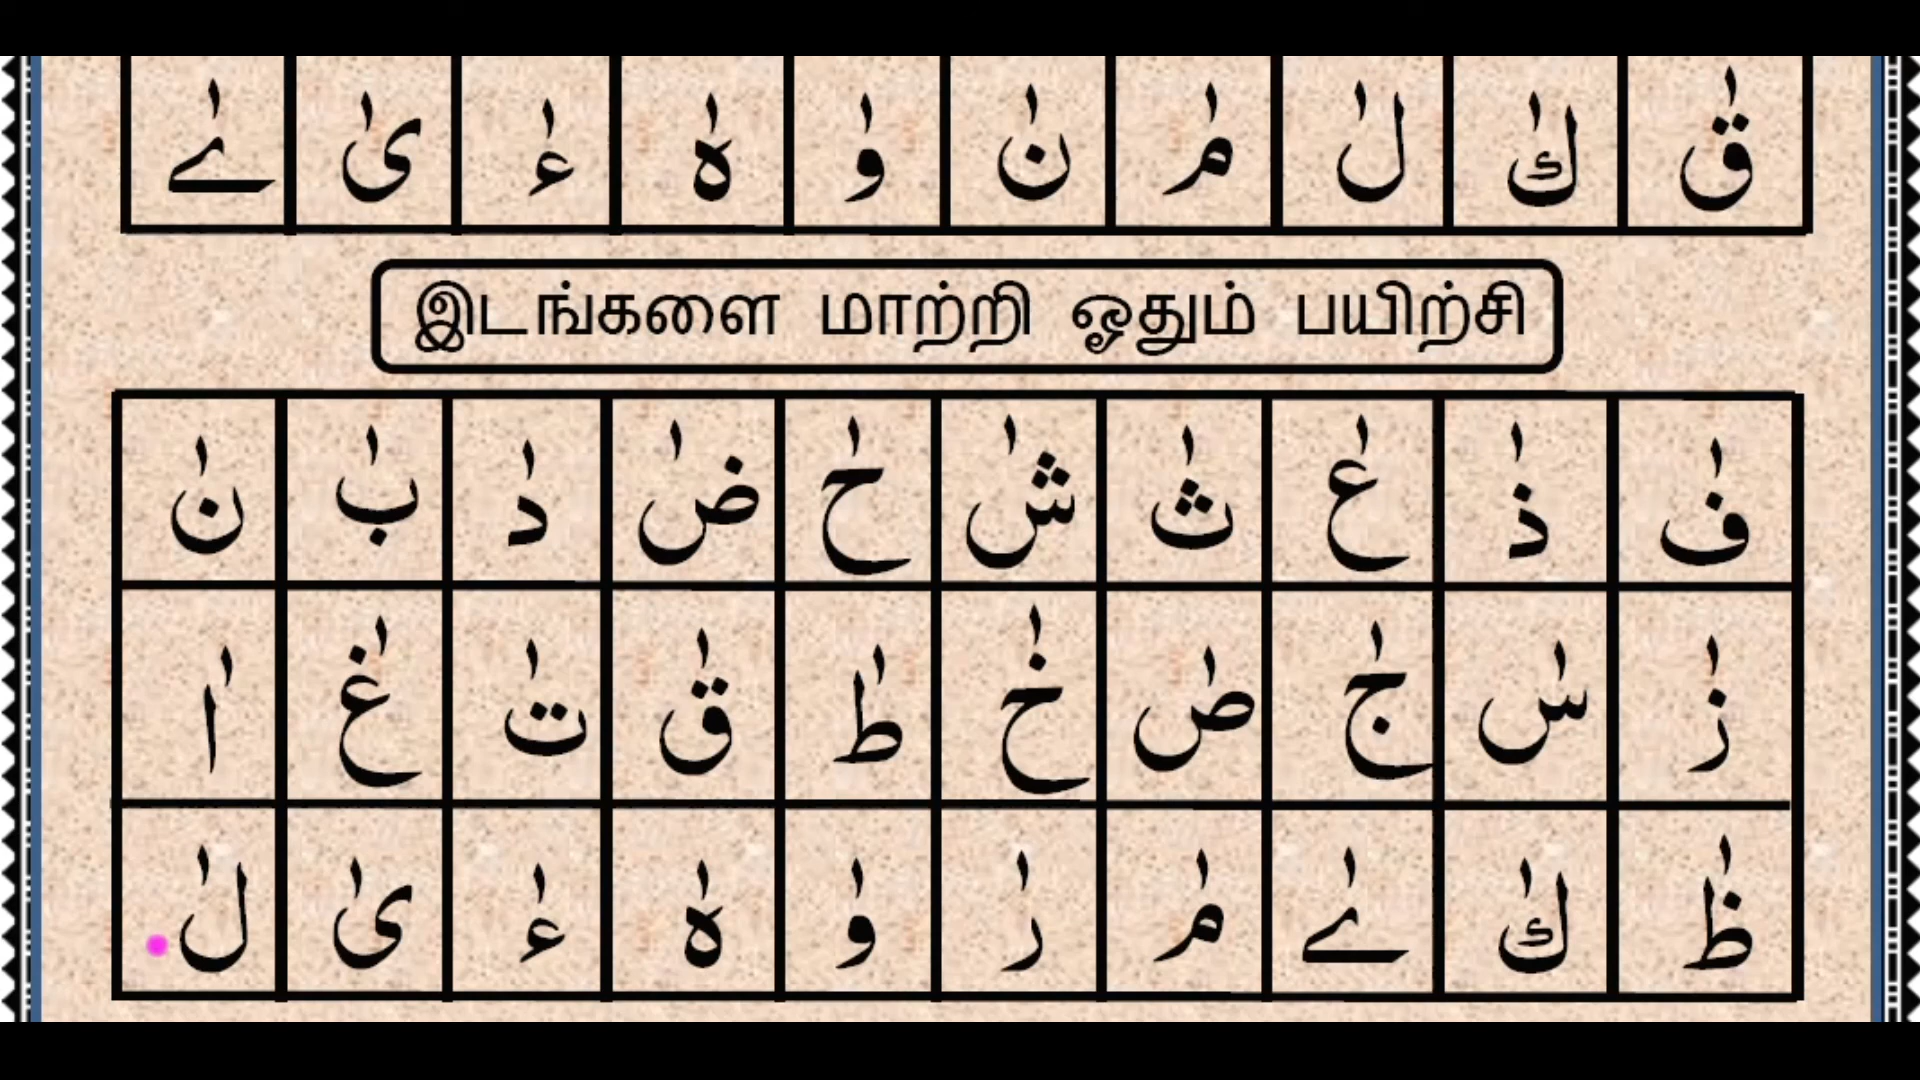 قٰ كٰ لٰ مٰ نٰ وٰ هٰ ءٰ یٰ ےٰ
இடங்களை மாற்றி ஓதும் பயிற்சி
فٰ ذٰ عٰ ثٰ شٰ حٰ ضٰ دٰ بٰ نٰ
زٰ سٰ جٰ صٰ خٰ طٰ قٰ تٰ غٰ اٰ
ظٰ كٰ ےٰ مٰ رٰ وٰ هٰ ءٰ یٰ لٰ